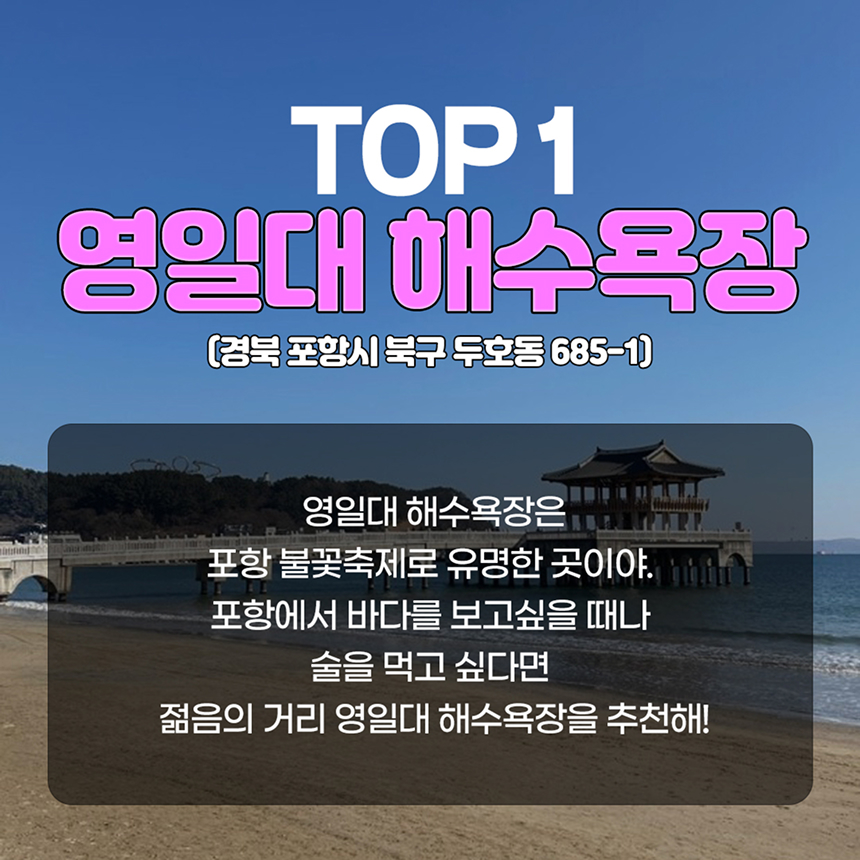 TOP 1
영일대 해수욕장
(경북 포항시 북구 두호동 685-1)
영일대 해수욕장은
포항 불꽃축제로 유명한 곳이야.
포항에서 바다를 보고싶을 때나
술을 먹고 싶다면
젊음의 거리 영일대 해수욕장을 추천해!